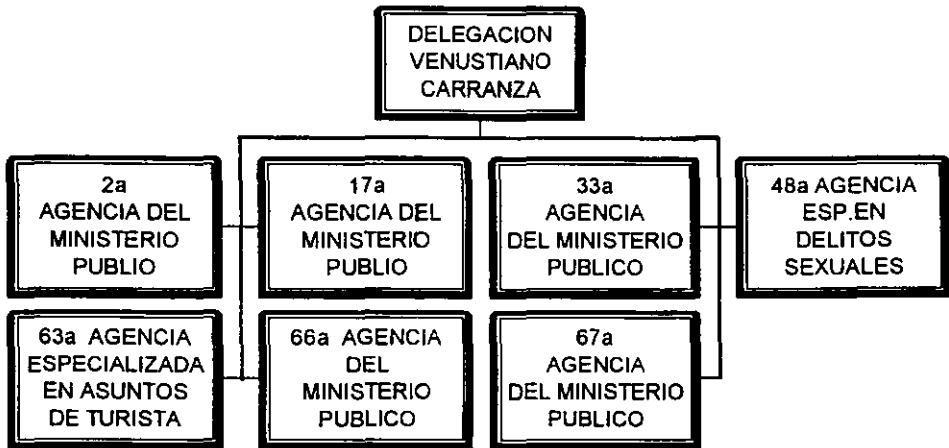 DELEGACION
VENUSTIANO
CARRANZA
2a
AGENCIA DEL
MINISTERIO
PUBLIO
17a
AGENCIA DEL
MINISTERIO
PUBLIO
33a
AGENCIA
DEL MINISTERIO
PUBLICO
48a AGENCIA
ESP.EN
DELITOS
SEXUALES
63a AGENCIA
ESPECIALIZADA
EN ASUNTOS
DE TURISTA
66a AGENCIA
DEL
MINISTERIO
PUBLICO
67a
AGENCIA
DEL MINISTERIO
PUBLICO